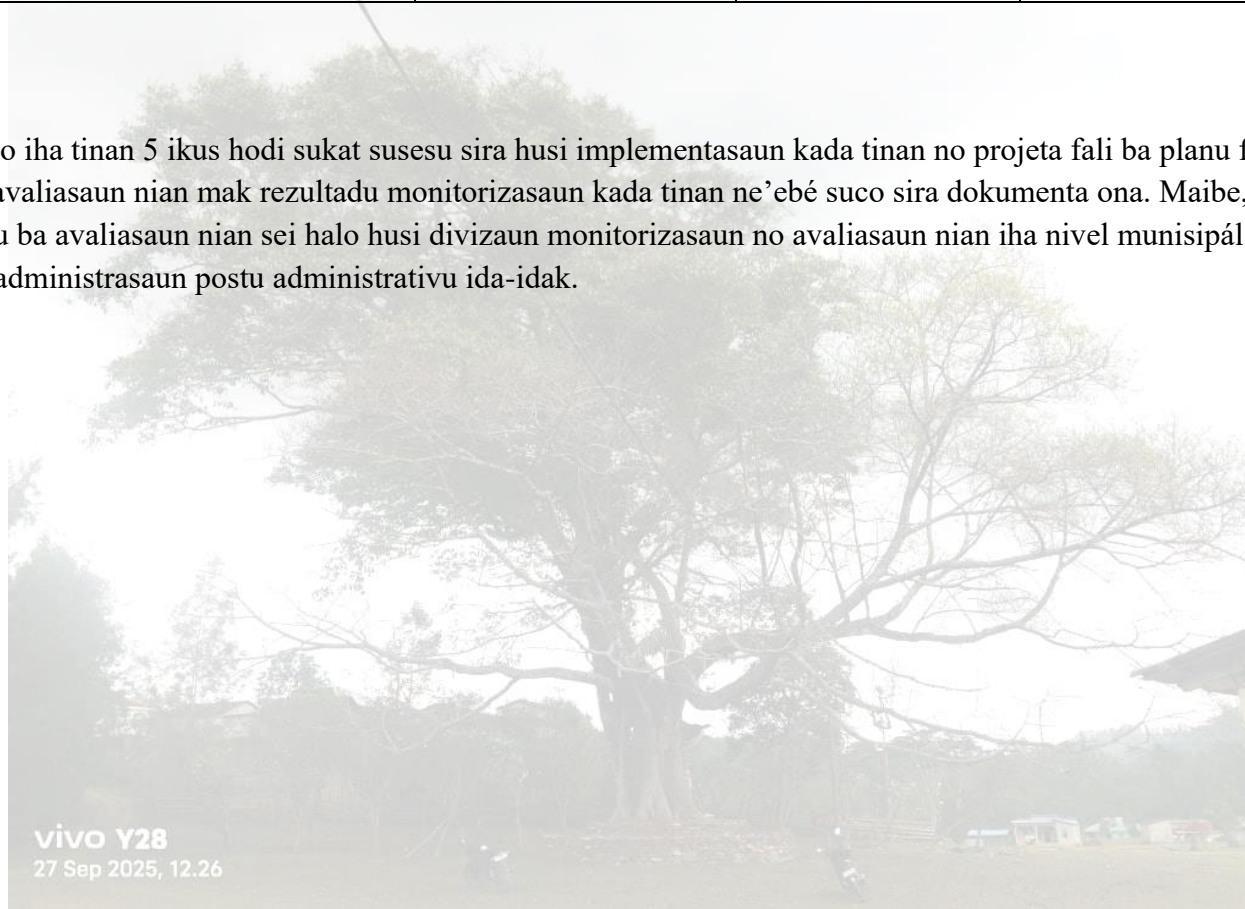 o iha tinan 5 ikus hodi sukat susesu sira husi implementasaun kada tinan no projeta fali ba planu f
avaliasaun nian mak rezultadu monitorizasaun kada tinan ne’ebé suco sira dokumenta ona. Maibe,
u ba avaliasaun nian sei halo husi divizaun monitorizasaun no avaliasaun nian iha nivel munisipál
administrasaun postu administrativu ida-idak.
vivo Y28
27 Sep 2025, 12.26